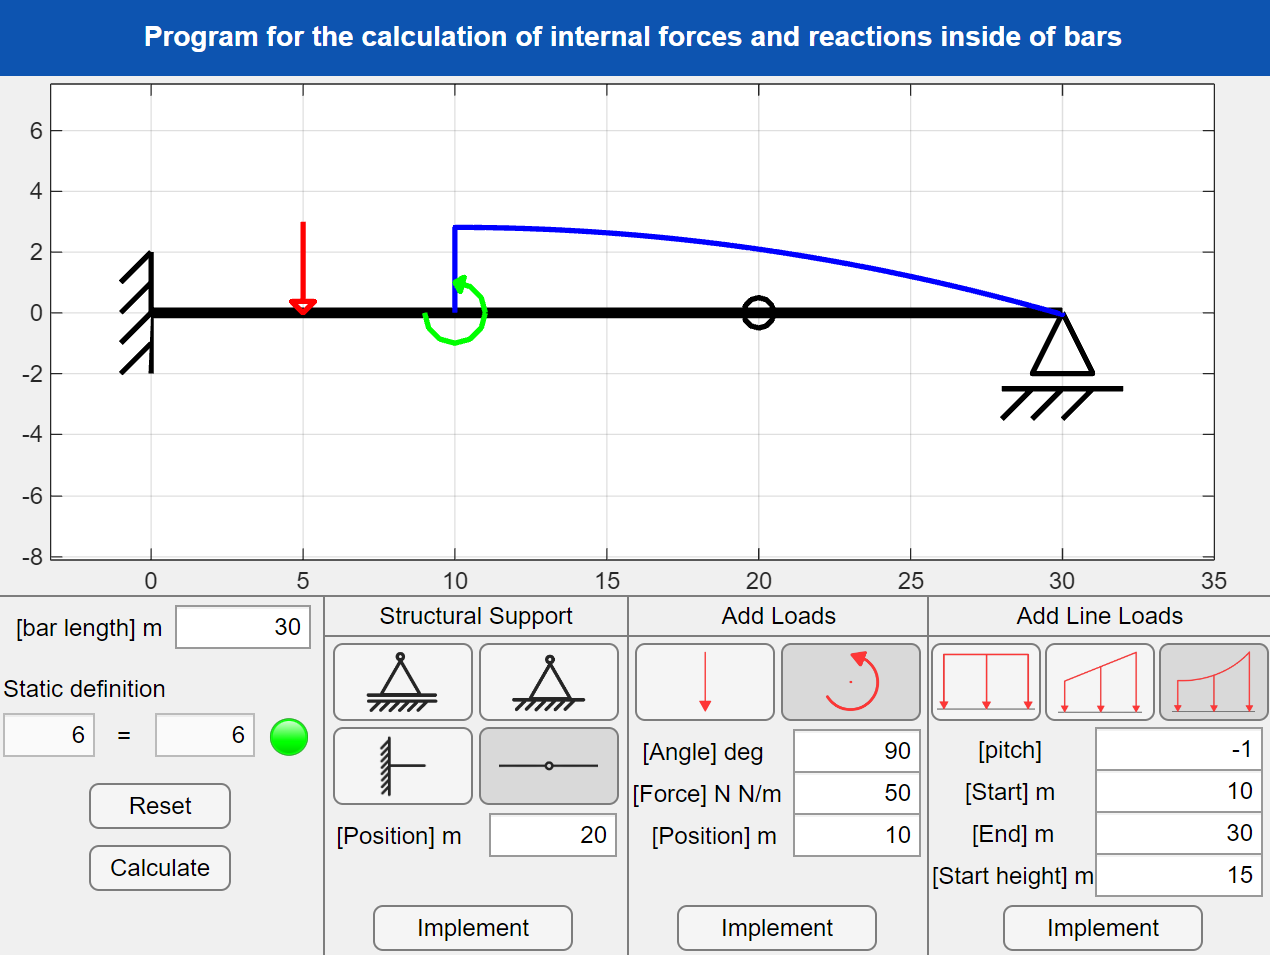 Program for the calculation of internal forces and reactions inside of bars
6
4
2
0
-2
-4
-6
-8
0 5 10 15 20 25 30 35
[bar length] m 30
Static definition
6 = 6
Reset
Calculate
Structural Support
[Position] m 20
Implement
Add Loads
[Angle] deg 90
[Force] N N/m 50
[Position] m 10
Implement
Add Line Loads
[pitch] -1
[Start] m 10
[End] m 30
[Start height] m 15
Implement